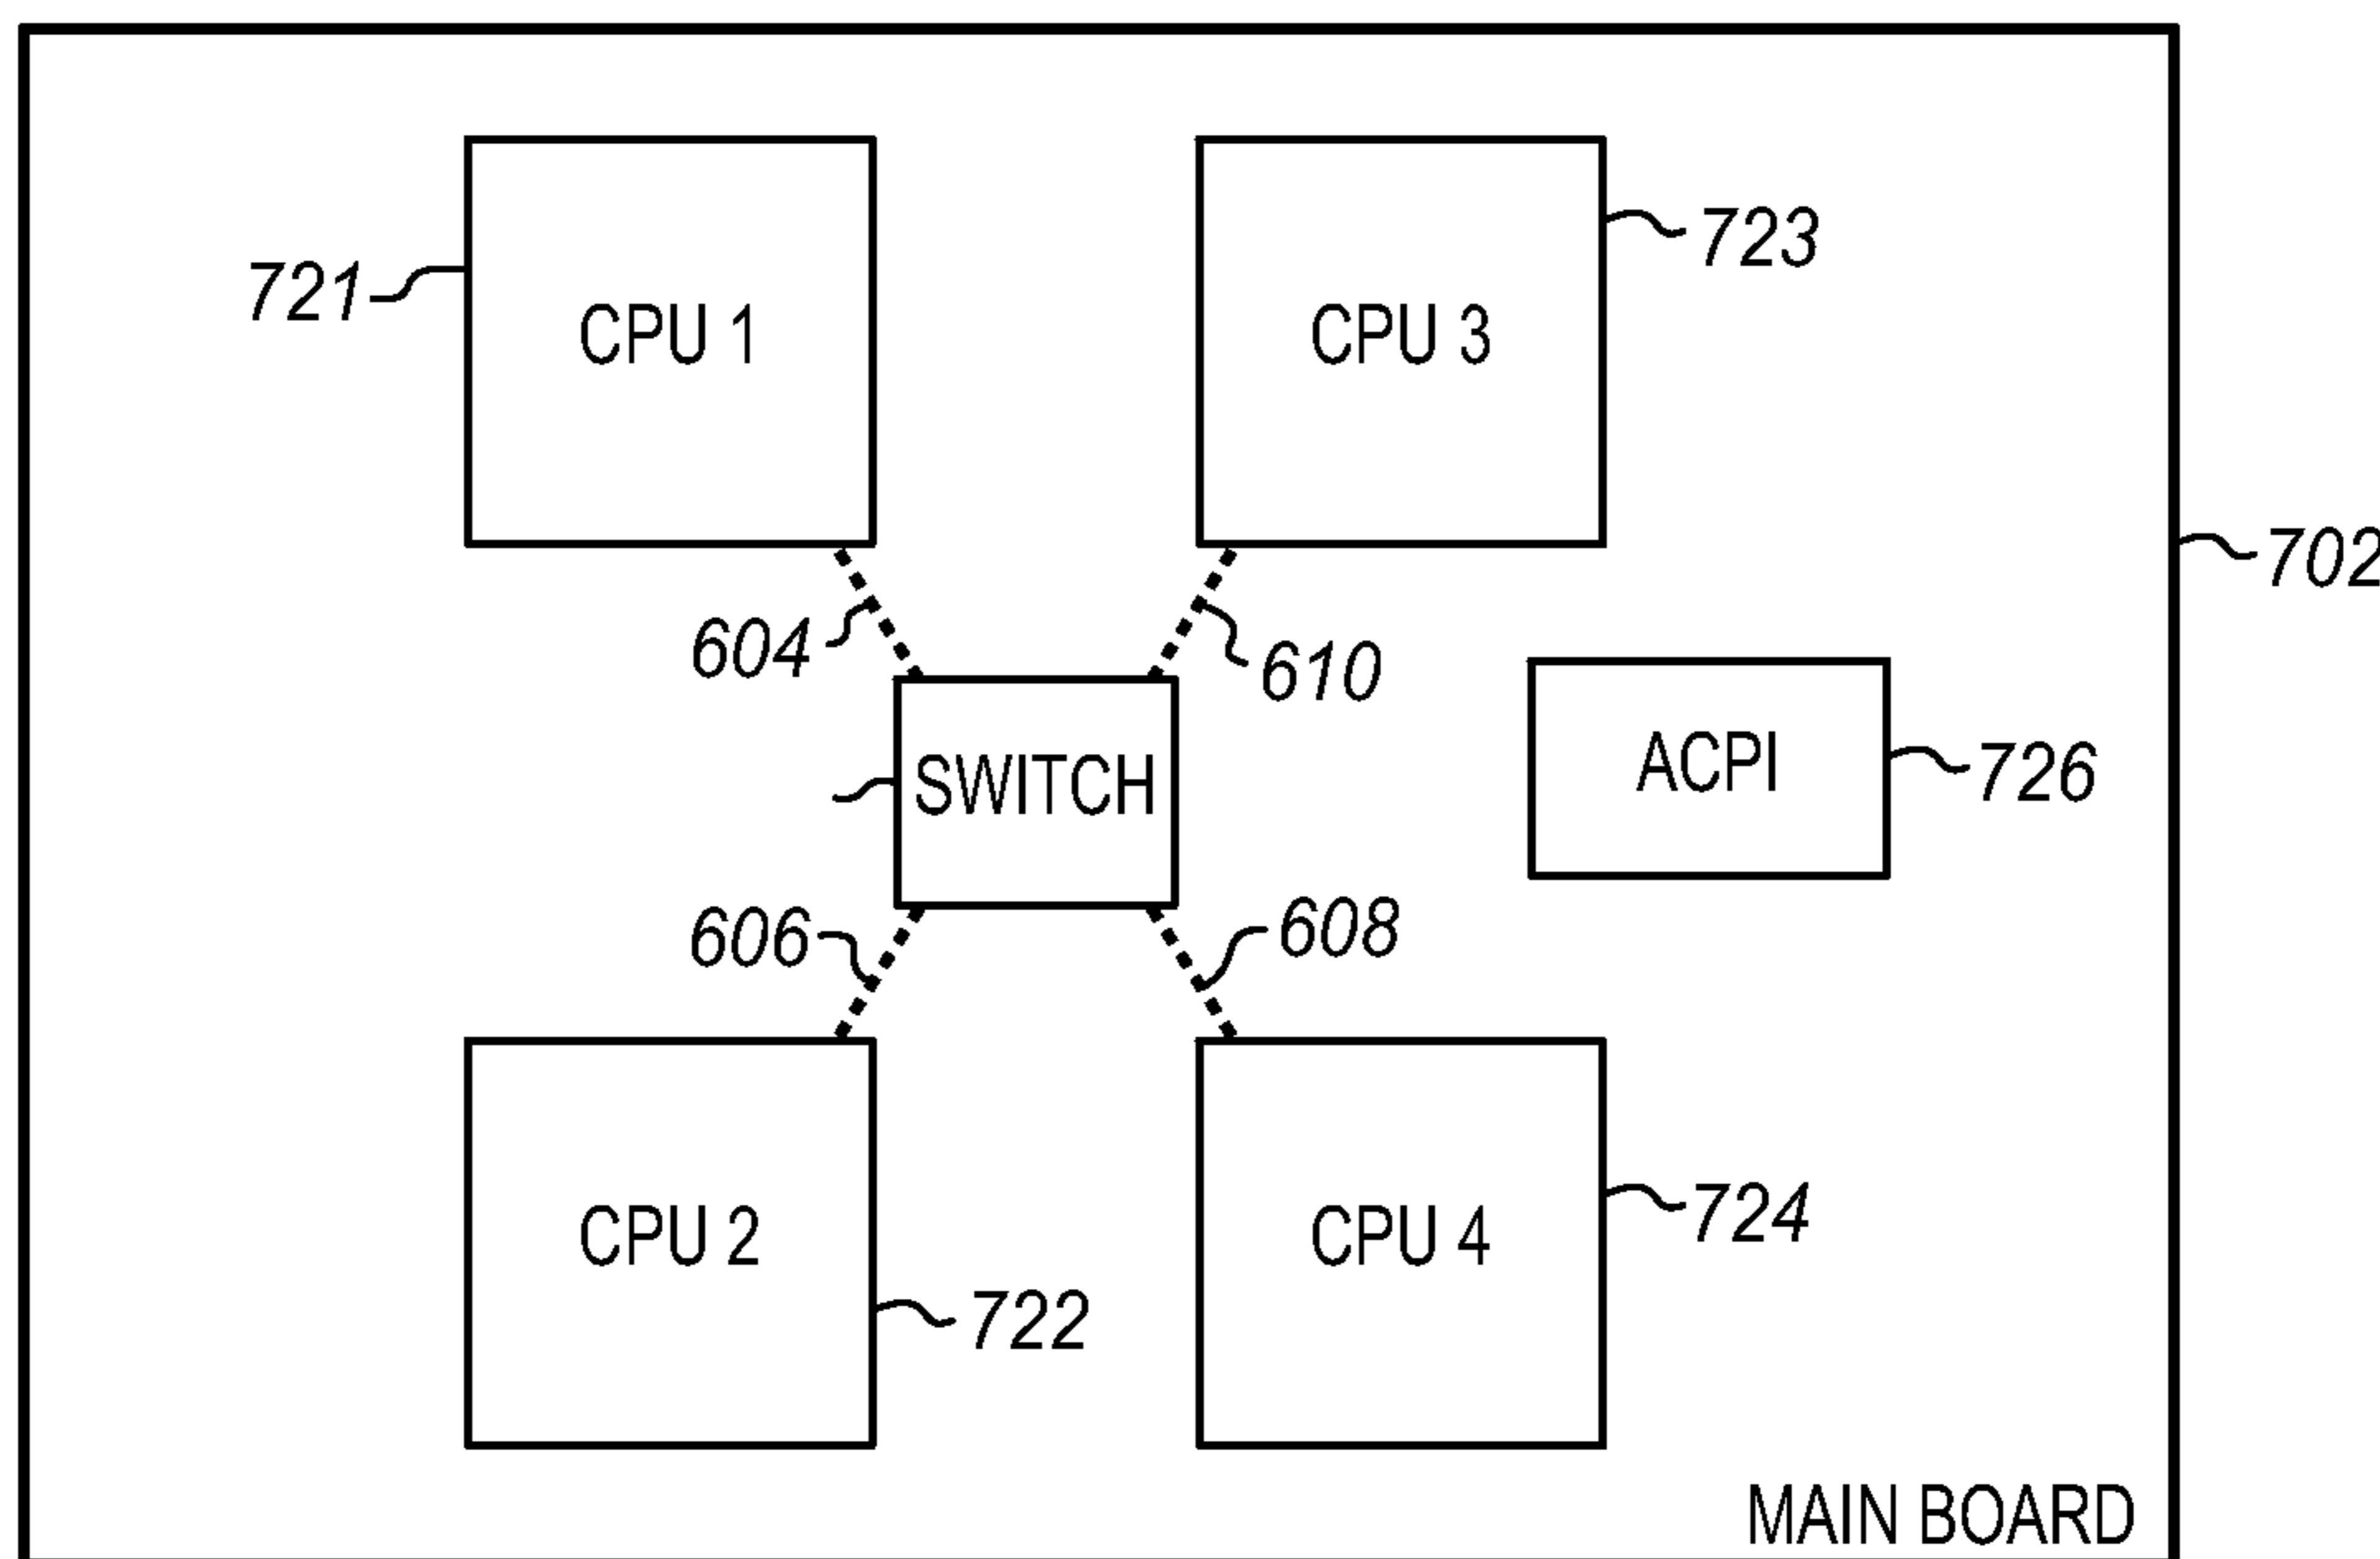 721
CPU 1
CPU 3
723
702
604
610
SWITCH
ACPI
726
606
608
CPU 2
722
CPU 4
724
MAIN BOARD